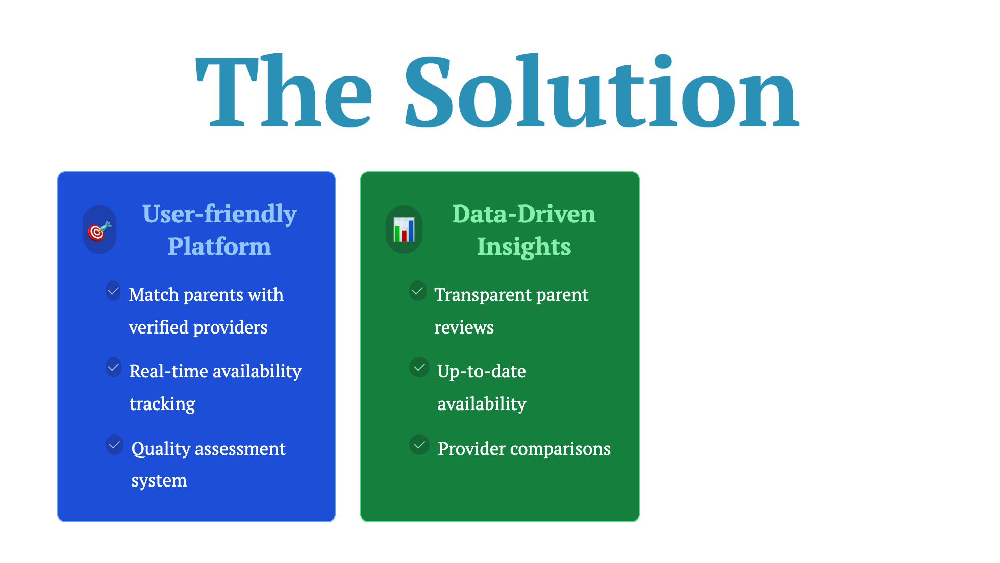 The Solution
User-friendly
Platform
Match parents with
verified providers
Real-time availability
tracking
Quality assessment
system
Data-Driven
Insights
Transparent parent
reviews
Up-to-date
availability
Provider comparisons